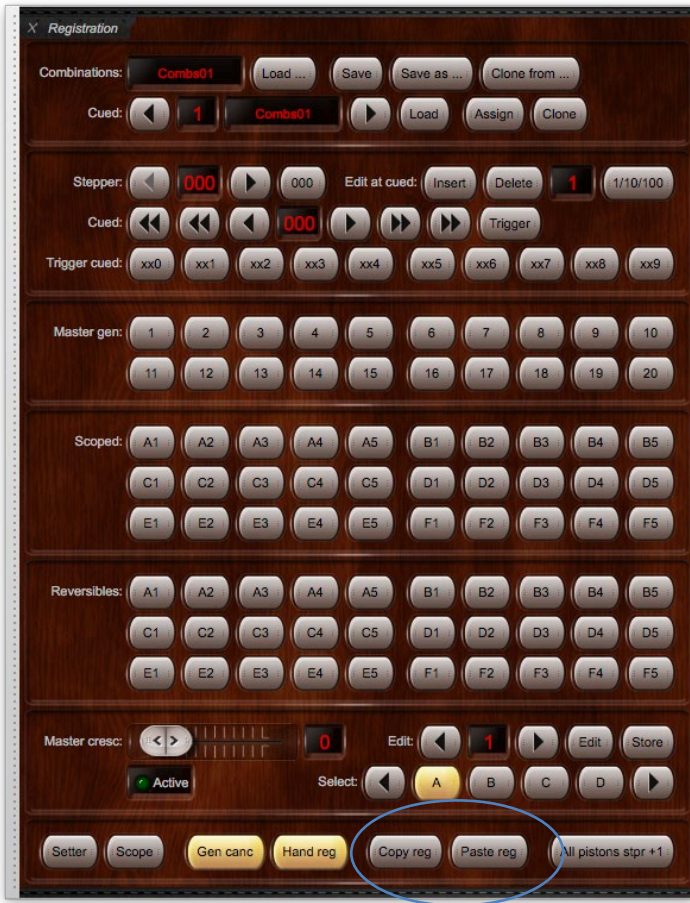 X Registration
Combinations: Combs01 Load ... Save Save as ... Clone from ...
Cued: 1 Combs01 Load Assign Clone
Stepper: 000 000 Edit at cued: Insert Delete 1 1/10/100
Cued: 000 Trigger
Trigger cued: xx0 xx1 xx2 xx3 xx4 xx5 xx6 xx7 xx8 xx9
Master gen: 1 2 3 4 5 6 7 8 9 10
11 12 13 14 15 16 17 18 19 20
Scoped: A1 A2 A3 A4 A5 B1 B2 B3 B4 B5
C1 C2 C3 C4 C5 D1 D2 D3 D4 D5
E1 E2 E3 E4 E5 F1 F2 F3 F4 F5
Reversibles: A1 A2 A3 A4 A5 B1 B2 B3 B4 B5
C1 C2 C3 C4 C5 D1 D2 D3 D4 D5
E1 E2 E3 E4 E5 F1 F2 F3 F4 F5
Master cresc: 0 Edit: 1 Edit Store
Active Select: A B C D
Setter Scope Gen canc Hand reg Copy reg Paste reg All pistons stpr +1